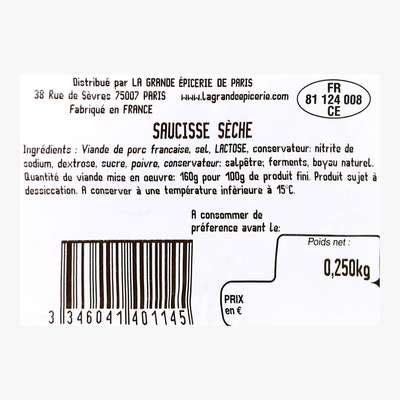 Distribué par LA GRANDE ÉPICERIE DE PARIS
38 Rue de Sèvres 75007 PARIS www.lagrandeepicerie.com
Fabriqué en FRANCE
FR
81 124 008
CE
SAUCISSE SÈCHE
Ingrédients : Viande de porc francaise, sel, LACTOSE, conservateur: nitrite de
sodium, dextrose, sucre, poivre, conservateur: salpêtre; ferments, boyau naturel.
Quantité de viande mise en oeuvre: 160g pour 100g de produit fini. Produit sujet à
dessiccation. A conserver à une température inférieure à 15°C.
A consommer de
préference avant le:
Poids net :
0,250kg
PRIX
en €
3 346041 401145